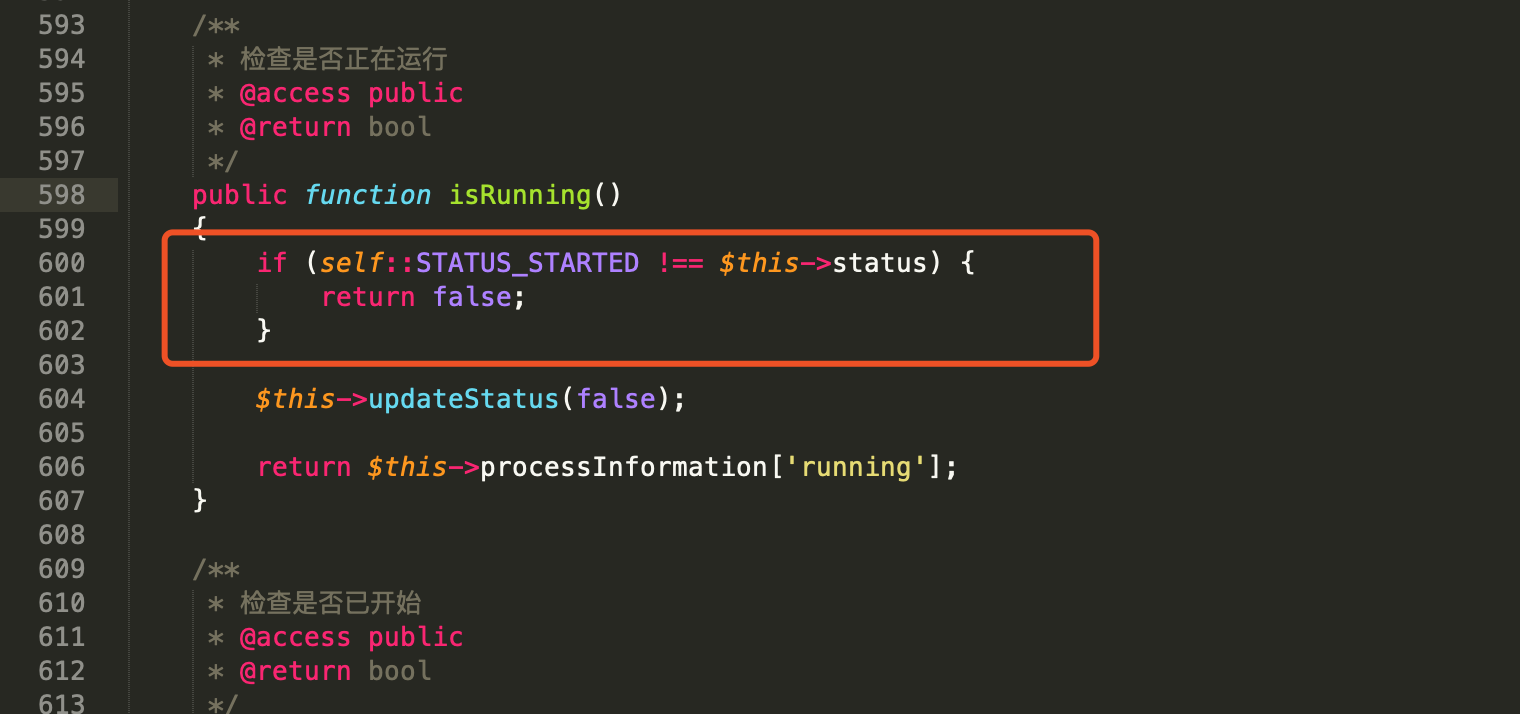 593 /**
594 * 检查是否正在运行
595 * @access public
596 * @return bool
597 */
598 public function isRunning()
599 {
600 if (self::STATUS_STARTED !== $this->status) {
601 return false;
602 }
603
604 $this->updateStatus(false);
605
606 return $this->processInformation['running'];
607 }
608
609 /**
610 * 检查是否已开始
611 * @access public
612 * @return bool
613 */